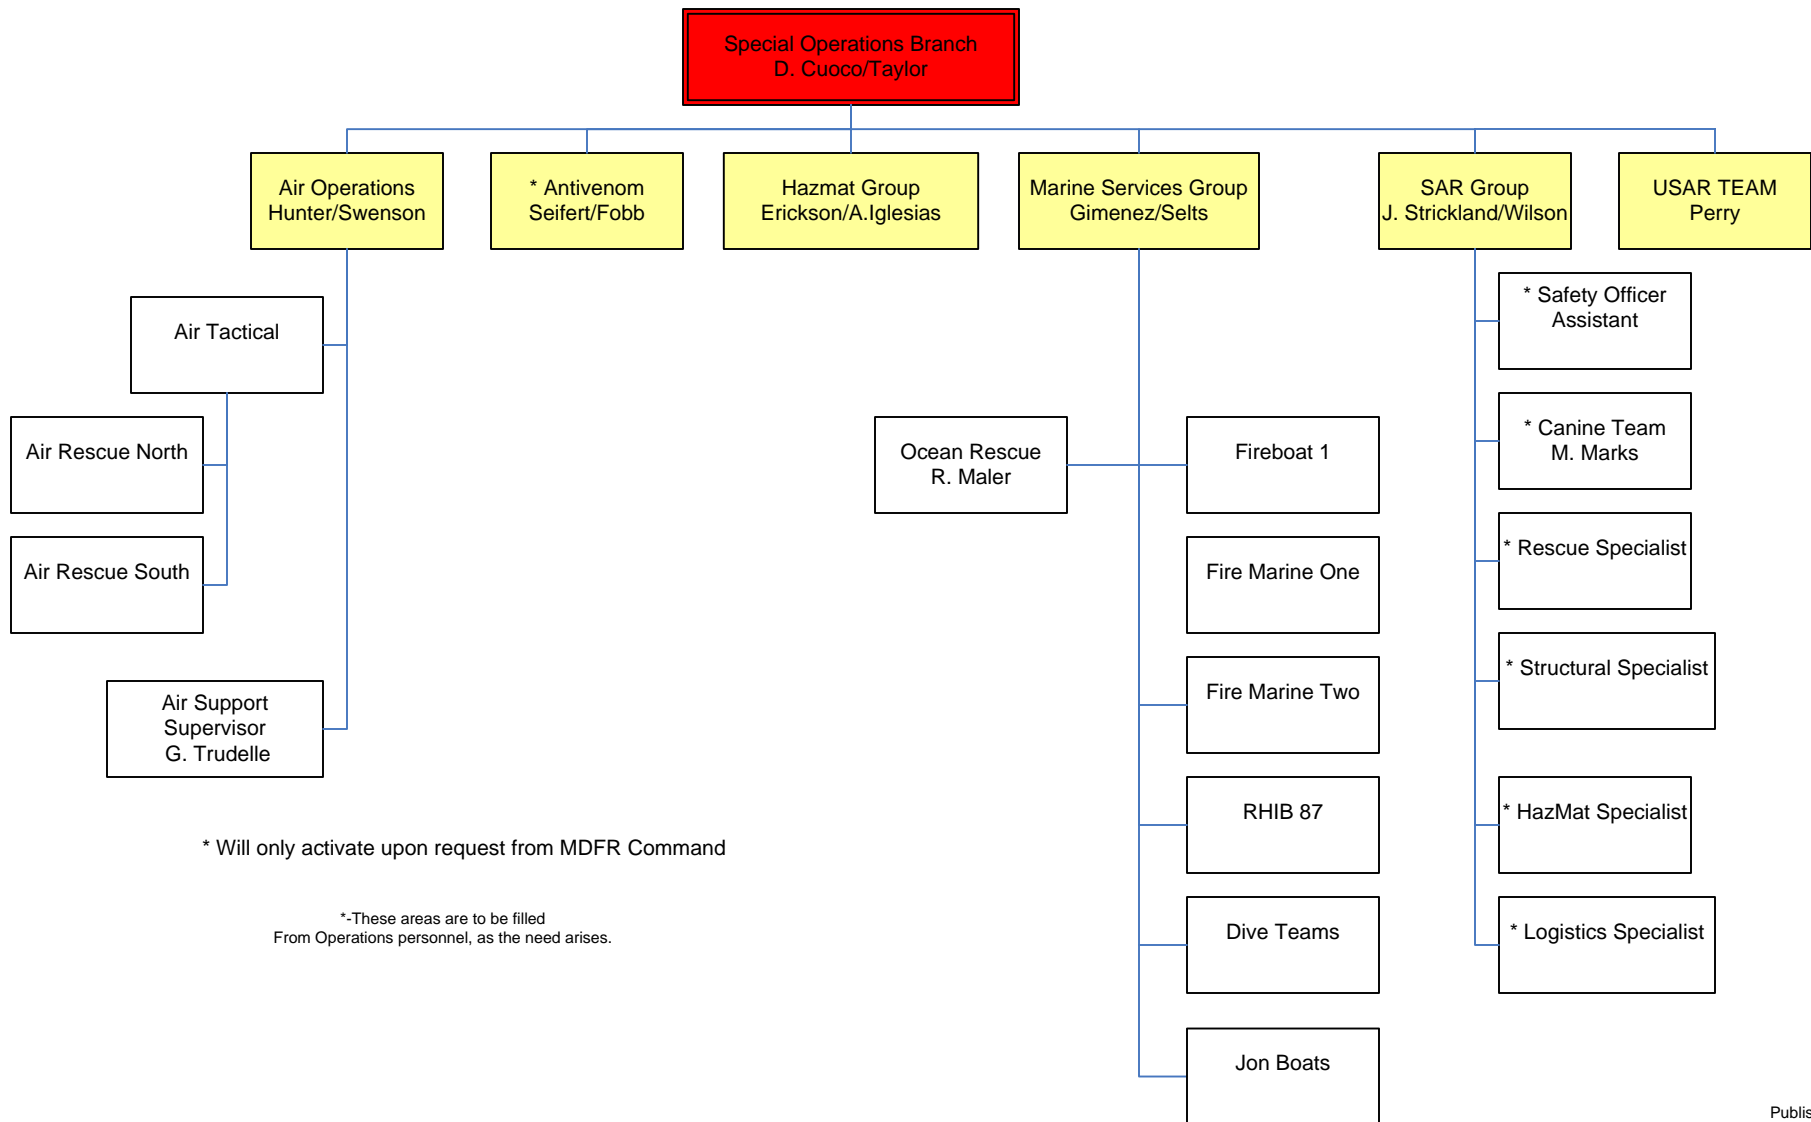 Special Operations Branch
D. Cuoco/Taylor
Air Operations
Hunter/Swenson
* Antivenom
Seifert/Fobb
Hazmat Group
Erickson/A.Iglesias
Marine Services Group
Gimenez/Selts
SAR Group
J. Strickland/Wilson
USAR TEAM
Perry
Air Tactical
Air Rescue North
Air Rescue South
Air Support
Supervisor
G. Trudelle
Ocean Rescue
R. Maler
Fireboat 1
Fire Marine One
Fire Marine Two
RHIB 87
Dive Teams
Jon Boats
* Safety Officer
Assistant
* Canine Team
M. Marks
* Rescue Specialist
* Structural Specialist
* HazMat Specialist
* Logistics Specialist
* Will only activate upon request from MDFR Command
*-These areas are to be filled
From Operations personnel, as the need arises.
Publis